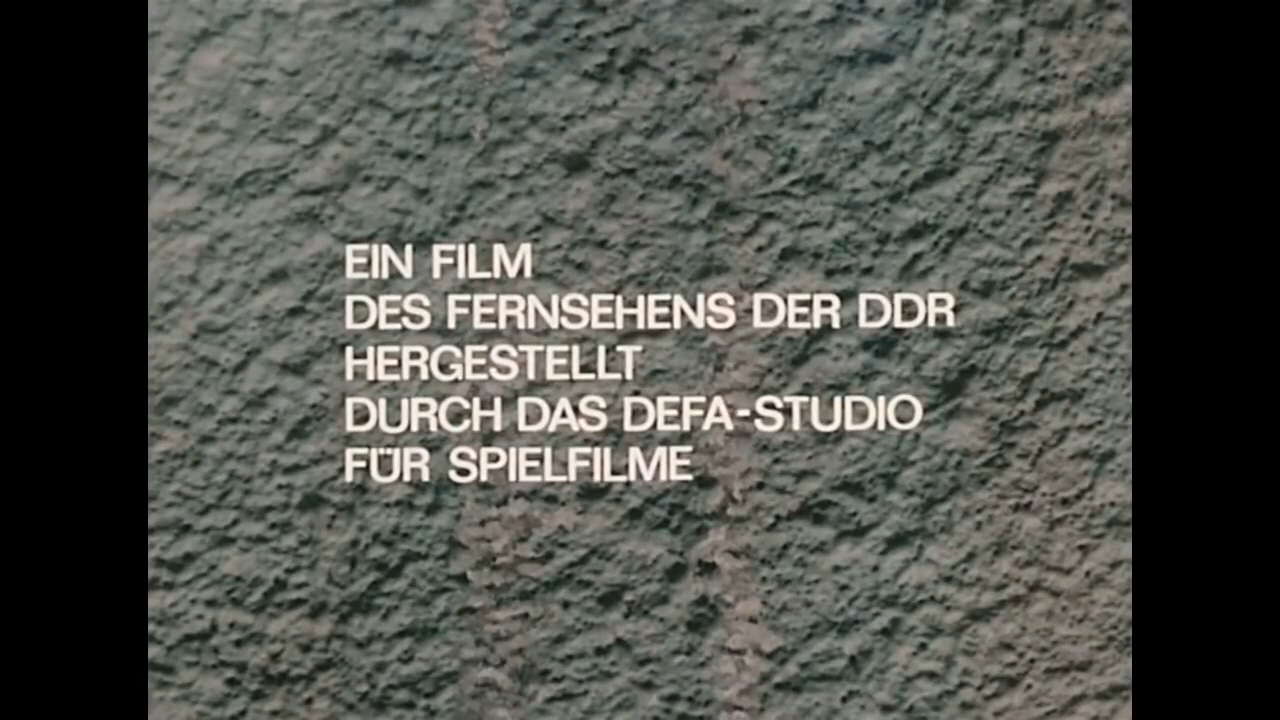 EIN FILM
DES FERNSEHENS DER DDR
HERGESTELLT
DURCH DAS DEFA-STUDIO
FÜR SPIELFILME